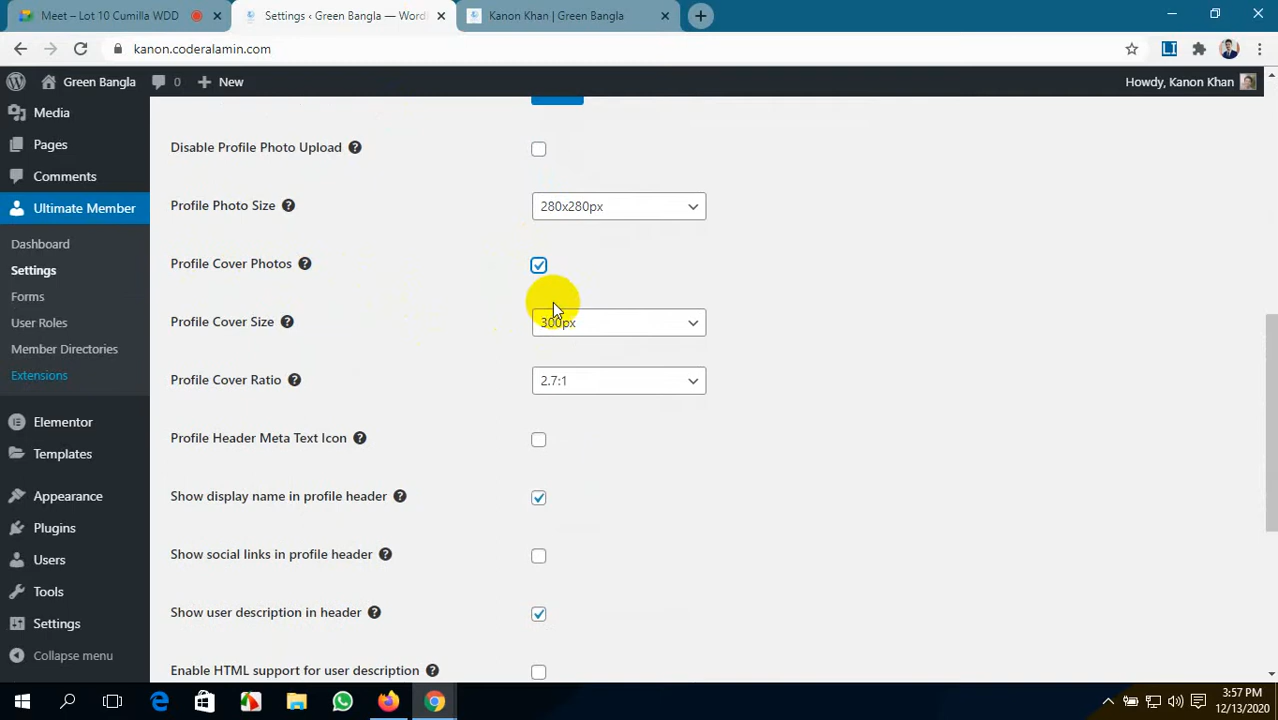 Meet – Lot 10 Cumilla WDD
Settings ‹ Green Bangla — Word
Kanon Khan | Green Bangla
kanon.coderalamin.com
Green Bangla
0
New
Howdy, Kanon Khan
Media
Pages
Comments
Ultimate Member
Dashboard
Settings
Forms
User Roles
Member Directories
Extensions
Elementor
Templates
Appearance
Plugins
Users
Tools
Settings
Collapse menu
Disable Profile Photo Upload
Profile Photo Size
280x280px
Profile Cover Photos
Profile Cover Size
300px
Profile Cover Ratio
2.7:1
Profile Header Meta Text Icon
Show display name in profile header
Show social links in profile header
Show user description in header
Enable HTML support for user description
3:57 PM
12/13/2020